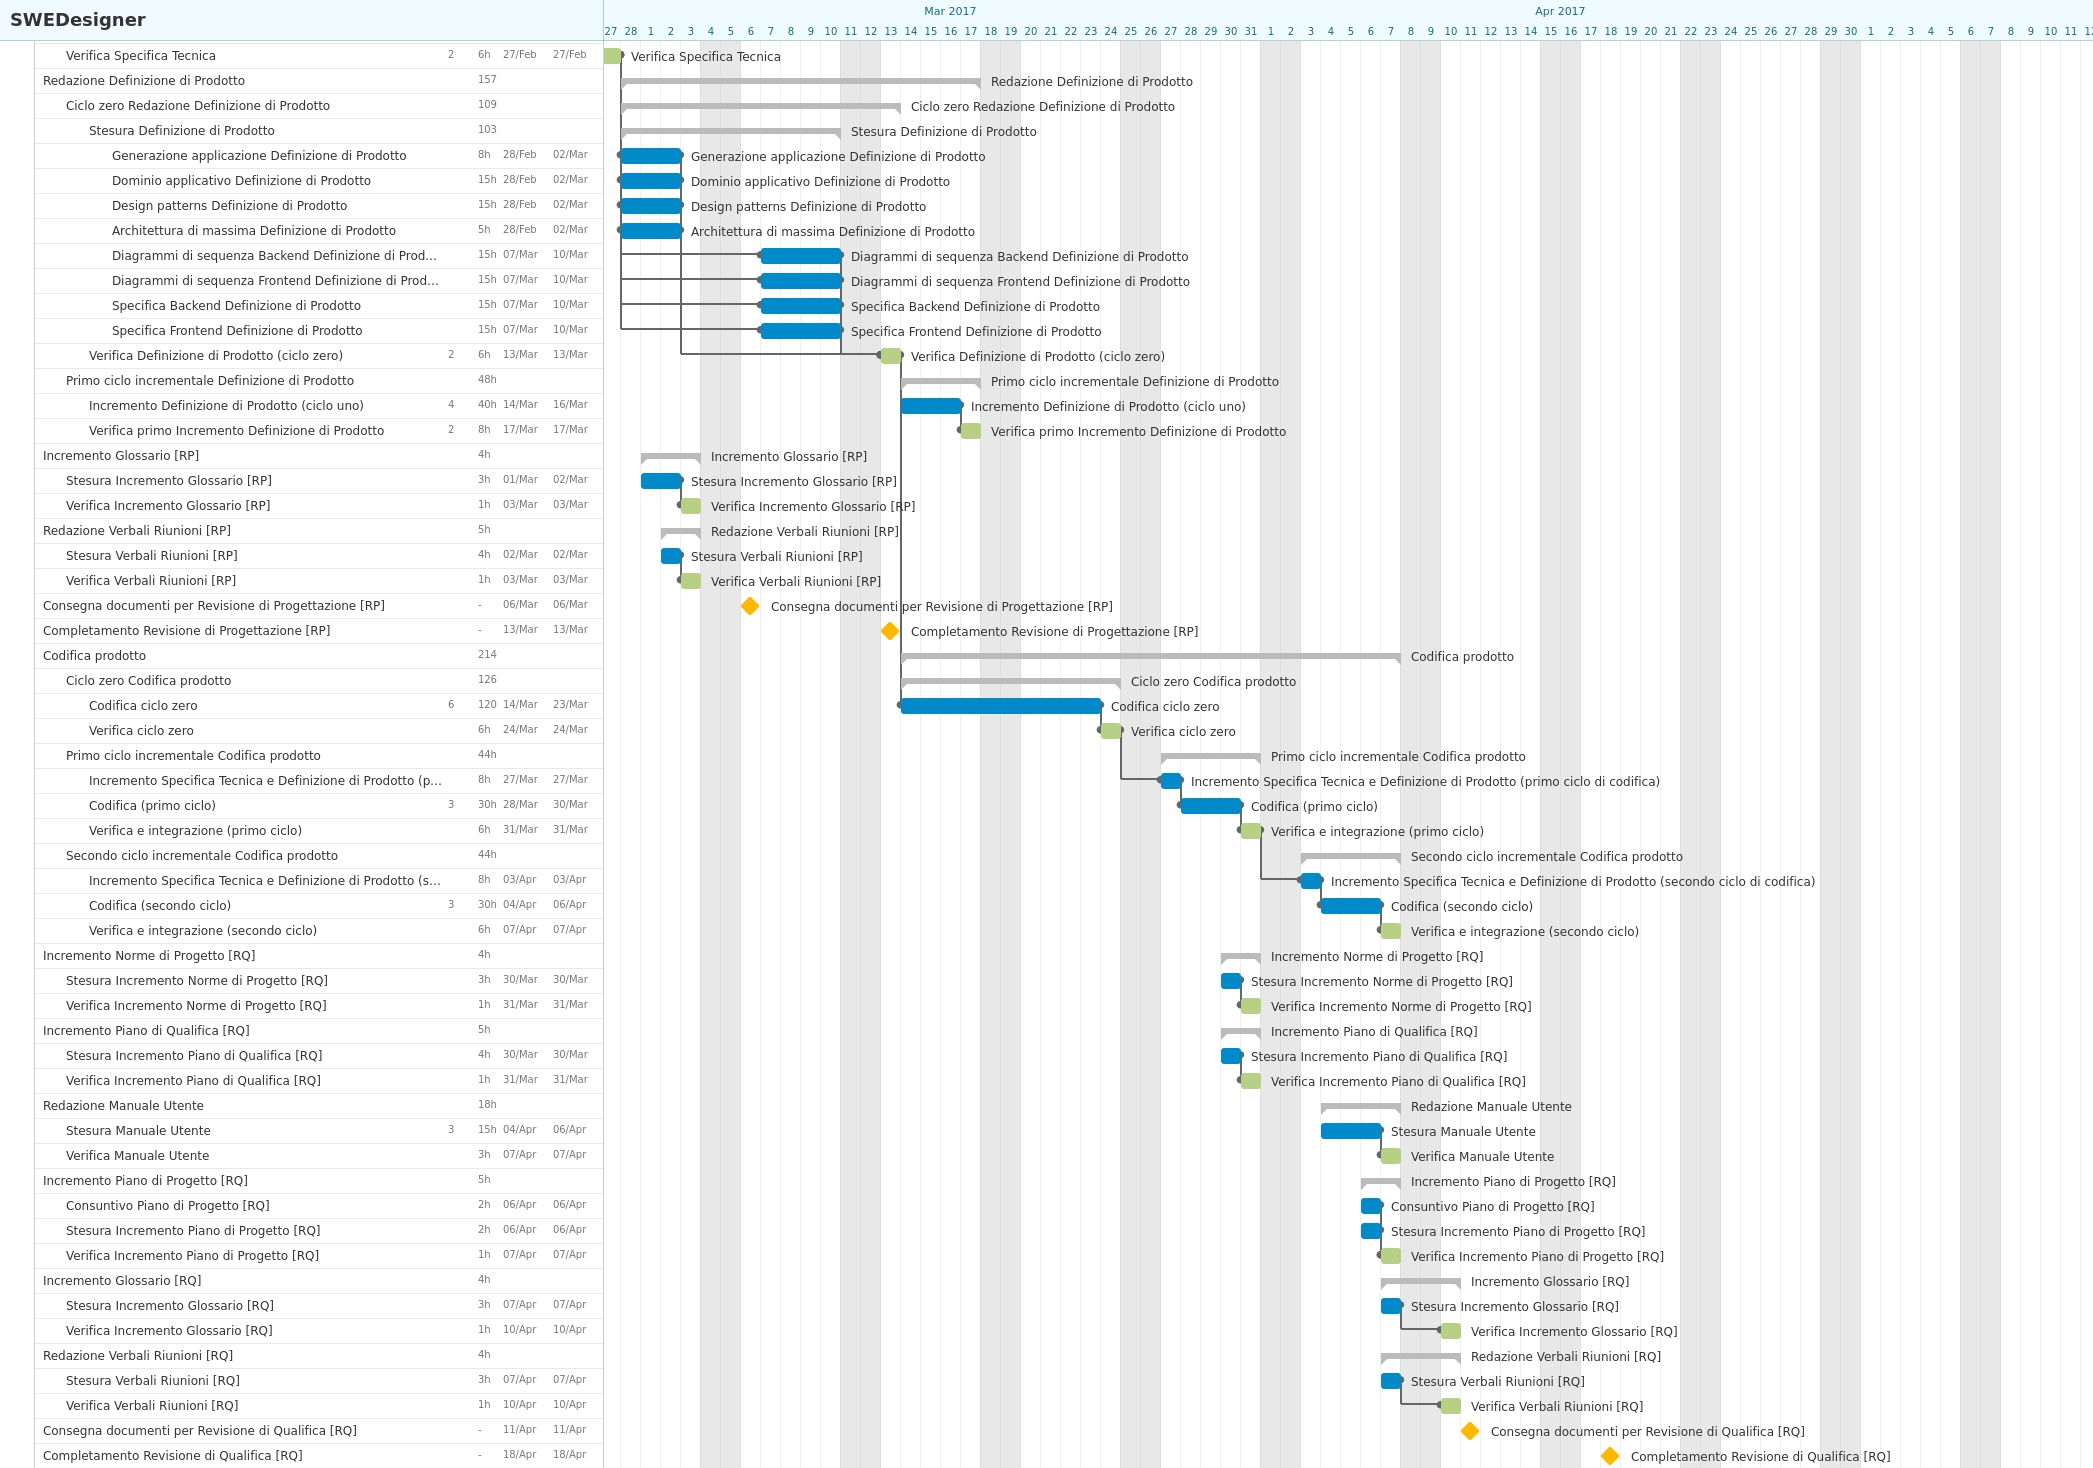 SWEDesigner
Mar 2017 Apr 2017
27 28 1 2 3 4 5 6 7 8 9 10 11 12 13 14 15 16 17 18 19 20 21 22 23 24 25 26 27 28 29 30 31 1 2 3 4 5 6 7 8 9 10 11 12 13 14 15 16 17 18 19 20 21 22 23 24 25 26 27 28 29 30 1 2 3 4 5 6 7 8 9 10 11
Verifica Specifica Tecnica 2 6h 27/Feb 27/Feb Verifica Specifica Tecnica
Redazione Definizione di Prodotto 157 Redazione Definizione di Prodotto
Ciclo zero Redazione Definizione di Prodotto 109 Ciclo zero Redazione Definizione di Prodotto
Stesura Definizione di Prodotto 103 Stesura Definizione di Prodotto
Generazione applicazione Definizione di Prodotto 8h 28/Feb 02/Mar Generazione applicazione Definizione di Prodotto
Dominio applicativo Definizione di Prodotto 15h 28/Feb 02/Mar Dominio applicativo Definizione di Prodotto
Design patterns Definizione di Prodotto 15h 28/Feb 02/Mar Design patterns Definizione di Prodotto
Architettura di massima Definizione di Prodotto 5h 28/Feb 02/Mar Architettura di massima Definizione di Prodotto
Diagrammi di sequenza Backend Definizione di Prod... 15h 07/Mar 10/Mar Diagrammi di sequenza Backend Definizione di Prodotto
Diagrammi di sequenza Frontend Definizione di Prod... 15h 07/Mar 10/Mar Diagrammi di sequenza Frontend Definizione di Prodotto
Specifica Backend Definizione di Prodotto 15h 07/Mar 10/Mar Specifica Backend Definizione di Prodotto
Specifica Frontend Definizione di Prodotto 15h 07/Mar 10/Mar Specifica Frontend Definizione di Prodotto
Verifica Definizione di Prodotto (ciclo zero) 2 6h 13/Mar 13/Mar Verifica Definizione di Prodotto (ciclo zero)
Primo ciclo incrementale Definizione di Prodotto 48h Primo ciclo incrementale Definizione di Prodotto
Incremento Definizione di Prodotto (ciclo uno) 4 40h 14/Mar 16/Mar Incremento Definizione di Prodotto (ciclo uno)
Verifica primo Incremento Definizione di Prodotto 2 8h 17/Mar 17/Mar Verifica primo Incremento Definizione di Prodotto
Incremento Glossario [RP] 4h Incremento Glossario [RP]
Stesura Incremento Glossario [RP] 3h 01/Mar 02/Mar Stesura Incremento Glossario [RP]
Verifica Incremento Glossario [RP] 1h 03/Mar 03/Mar Verifica Incremento Glossario [RP]
Redazione Verbali Riunioni [RP] 5h Redazione Verbali Riunioni [RP]
Stesura Verbali Riunioni [RP] 4h 02/Mar 02/Mar Stesura Verbali Riunioni [RP]
Verifica Verbali Riunioni [RP] 1h 03/Mar 03/Mar Verifica Verbali Riunioni [RP]
Consegna documenti per Revisione di Progettazione [RP] - 06/Mar 06/Mar Consegna documenti per Revisione di Progettazione [RP]
Completamento Revisione di Progettazione [RP] - 13/Mar 13/Mar Completamento Revisione di Progettazione [RP]
Codifica prodotto 214 Codifica prodotto
Ciclo zero Codifica prodotto 126 Ciclo zero Codifica prodotto
Codifica ciclo zero 6 120 14/Mar 23/Mar Codifica ciclo zero
Verifica ciclo zero 6h 24/Mar 24/Mar Verifica ciclo zero
Primo ciclo incrementale Codifica prodotto 44h Primo ciclo incrementale Codifica prodotto
Incremento Specifica Tecnica e Definizione di Prodotto (p... 8h 27/Mar 27/Mar Incremento Specifica Tecnica e Definizione di Prodotto (primo ciclo di codifica)
Codifica (primo ciclo) 3 30h 28/Mar 30/Mar Codifica (primo ciclo)
Verifica e integrazione (primo ciclo) 6h 31/Mar 31/Mar Verifica e integrazione (primo ciclo)
Secondo ciclo incrementale Codifica prodotto 44h Secondo ciclo incrementale Codifica prodotto
Incremento Specifica Tecnica e Definizione di Prodotto (s... 8h 03/Apr 03/Apr Incremento Specifica Tecnica e Definizione di Prodotto (secondo ciclo di codifica)
Codifica (secondo ciclo) 3 30h 04/Apr 06/Apr Codifica (secondo ciclo)
Verifica e integrazione (secondo ciclo) 6h 07/Apr 07/Apr Verifica e integrazione (secondo ciclo)
Incremento Norme di Progetto [RQ] 4h Incremento Norme di Progetto [RQ]
Stesura Incremento Norme di Progetto [RQ] 3h 30/Mar 30/Mar Stesura Incremento Norme di Progetto [RQ]
Verifica Incremento Norme di Progetto [RQ] 1h 31/Mar 31/Mar Verifica Incremento Norme di Progetto [RQ]
Incremento Piano di Qualifica [RQ] 5h Incremento Piano di Qualifica [RQ]
Stesura Incremento Piano di Qualifica [RQ] 4h 30/Mar 30/Mar Stesura Incremento Piano di Qualifica [RQ]
Verifica Incremento Piano di Qualifica [RQ] 1h 31/Mar 31/Mar Verifica Incremento Piano di Qualifica [RQ]
Redazione Manuale Utente 18h Redazione Manuale Utente
Stesura Manuale Utente 3 15h 04/Apr 06/Apr Stesura Manuale Utente
Verifica Manuale Utente 3h 07/Apr 07/Apr Verifica Manuale Utente
Incremento Piano di Progetto [RQ] 5h Incremento Piano di Progetto [RQ]
Consuntivo Piano di Progetto [RQ] 2h 06/Apr 06/Apr Consuntivo Piano di Progetto [RQ]
Stesura Incremento Piano di Progetto [RQ] 2h 06/Apr 06/Apr Stesura Incremento Piano di Progetto [RQ]
Verifica Incremento Piano di Progetto [RQ] 1h 07/Apr 07/Apr Verifica Incremento Piano di Progetto [RQ]
Incremento Glossario [RQ] 4h Incremento Glossario [RQ]
Stesura Incremento Glossario [RQ] 3h 07/Apr 07/Apr Stesura Incremento Glossario [RQ]
Verifica Incremento Glossario [RQ] 1h 10/Apr 10/Apr Verifica Incremento Glossario [RQ]
Redazione Verbali Riunioni [RQ] 4h Redazione Verbali Riunioni [RQ]
Stesura Verbali Riunioni [RQ] 3h 07/Apr 07/Apr Stesura Verbali Riunioni [RQ]
Verifica Verbali Riunioni [RQ] 1h 10/Apr 10/Apr Verifica Verbali Riunioni [RQ]
Consegna documenti per Revisione di Qualifica [RQ] - 11/Apr 11/Apr Consegna documenti per Revisione di Qualifica [RQ]
Completamento Revisione di Qualifica [RQ] - 18/Apr 18/Apr Completamento Revisione di Qualifica [RQ]